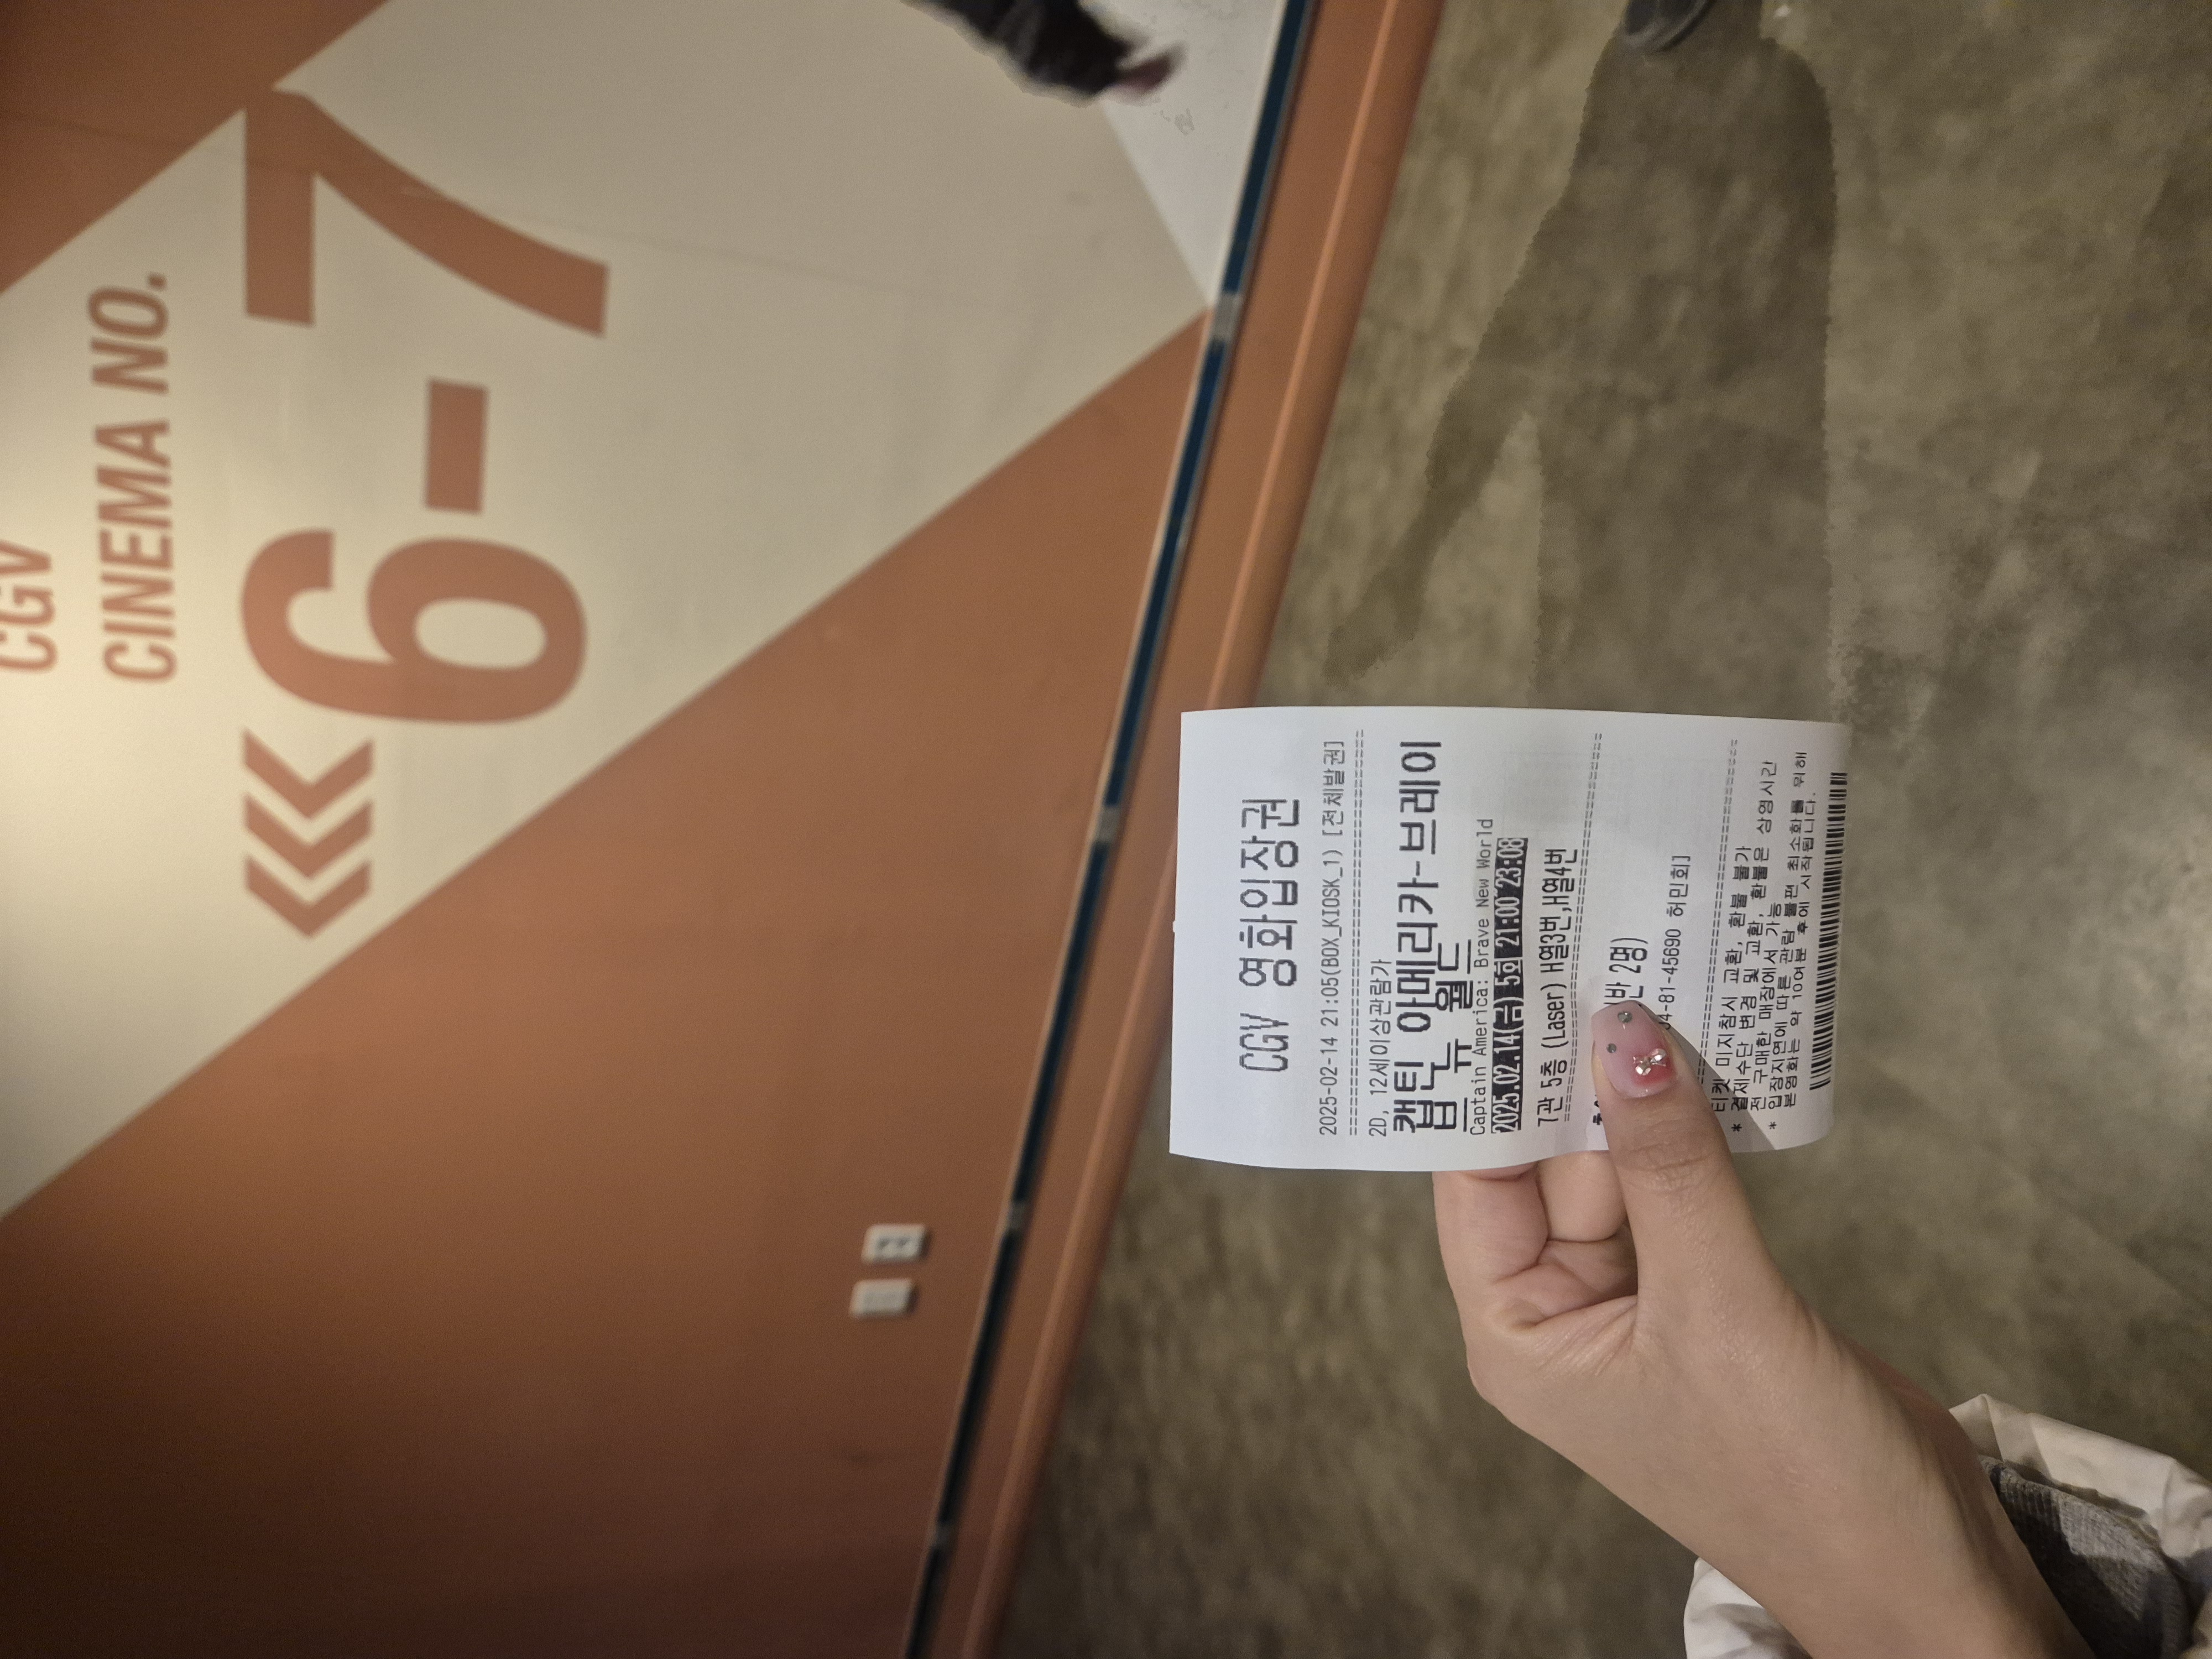 CGV
CINEMA NO.
<<< 6-7
CGV 영화입장권
2025-02-14 21:05(BOX_KIOSK_1) [전체발권]
2D, 12세이상관람가
캡틴 아메리카-브레이
브 뉴 월드
Captain America: Brave New World
2025.02.14(금) 5회 21:00 23:08
7관 5층 (Laser) H열3번,H열4번
반 2명)
4-81-45690 허민회]
* 티켓 미지참시 교환, 환불 불가
* 결제수단 변경 및 교환, 환불은 상영시간
전 구매한 매장에서 가능
* 입장지연에 따른 관람 불편 최소화를 위해
본영화는 약 10여분 후에 시작됩니다.